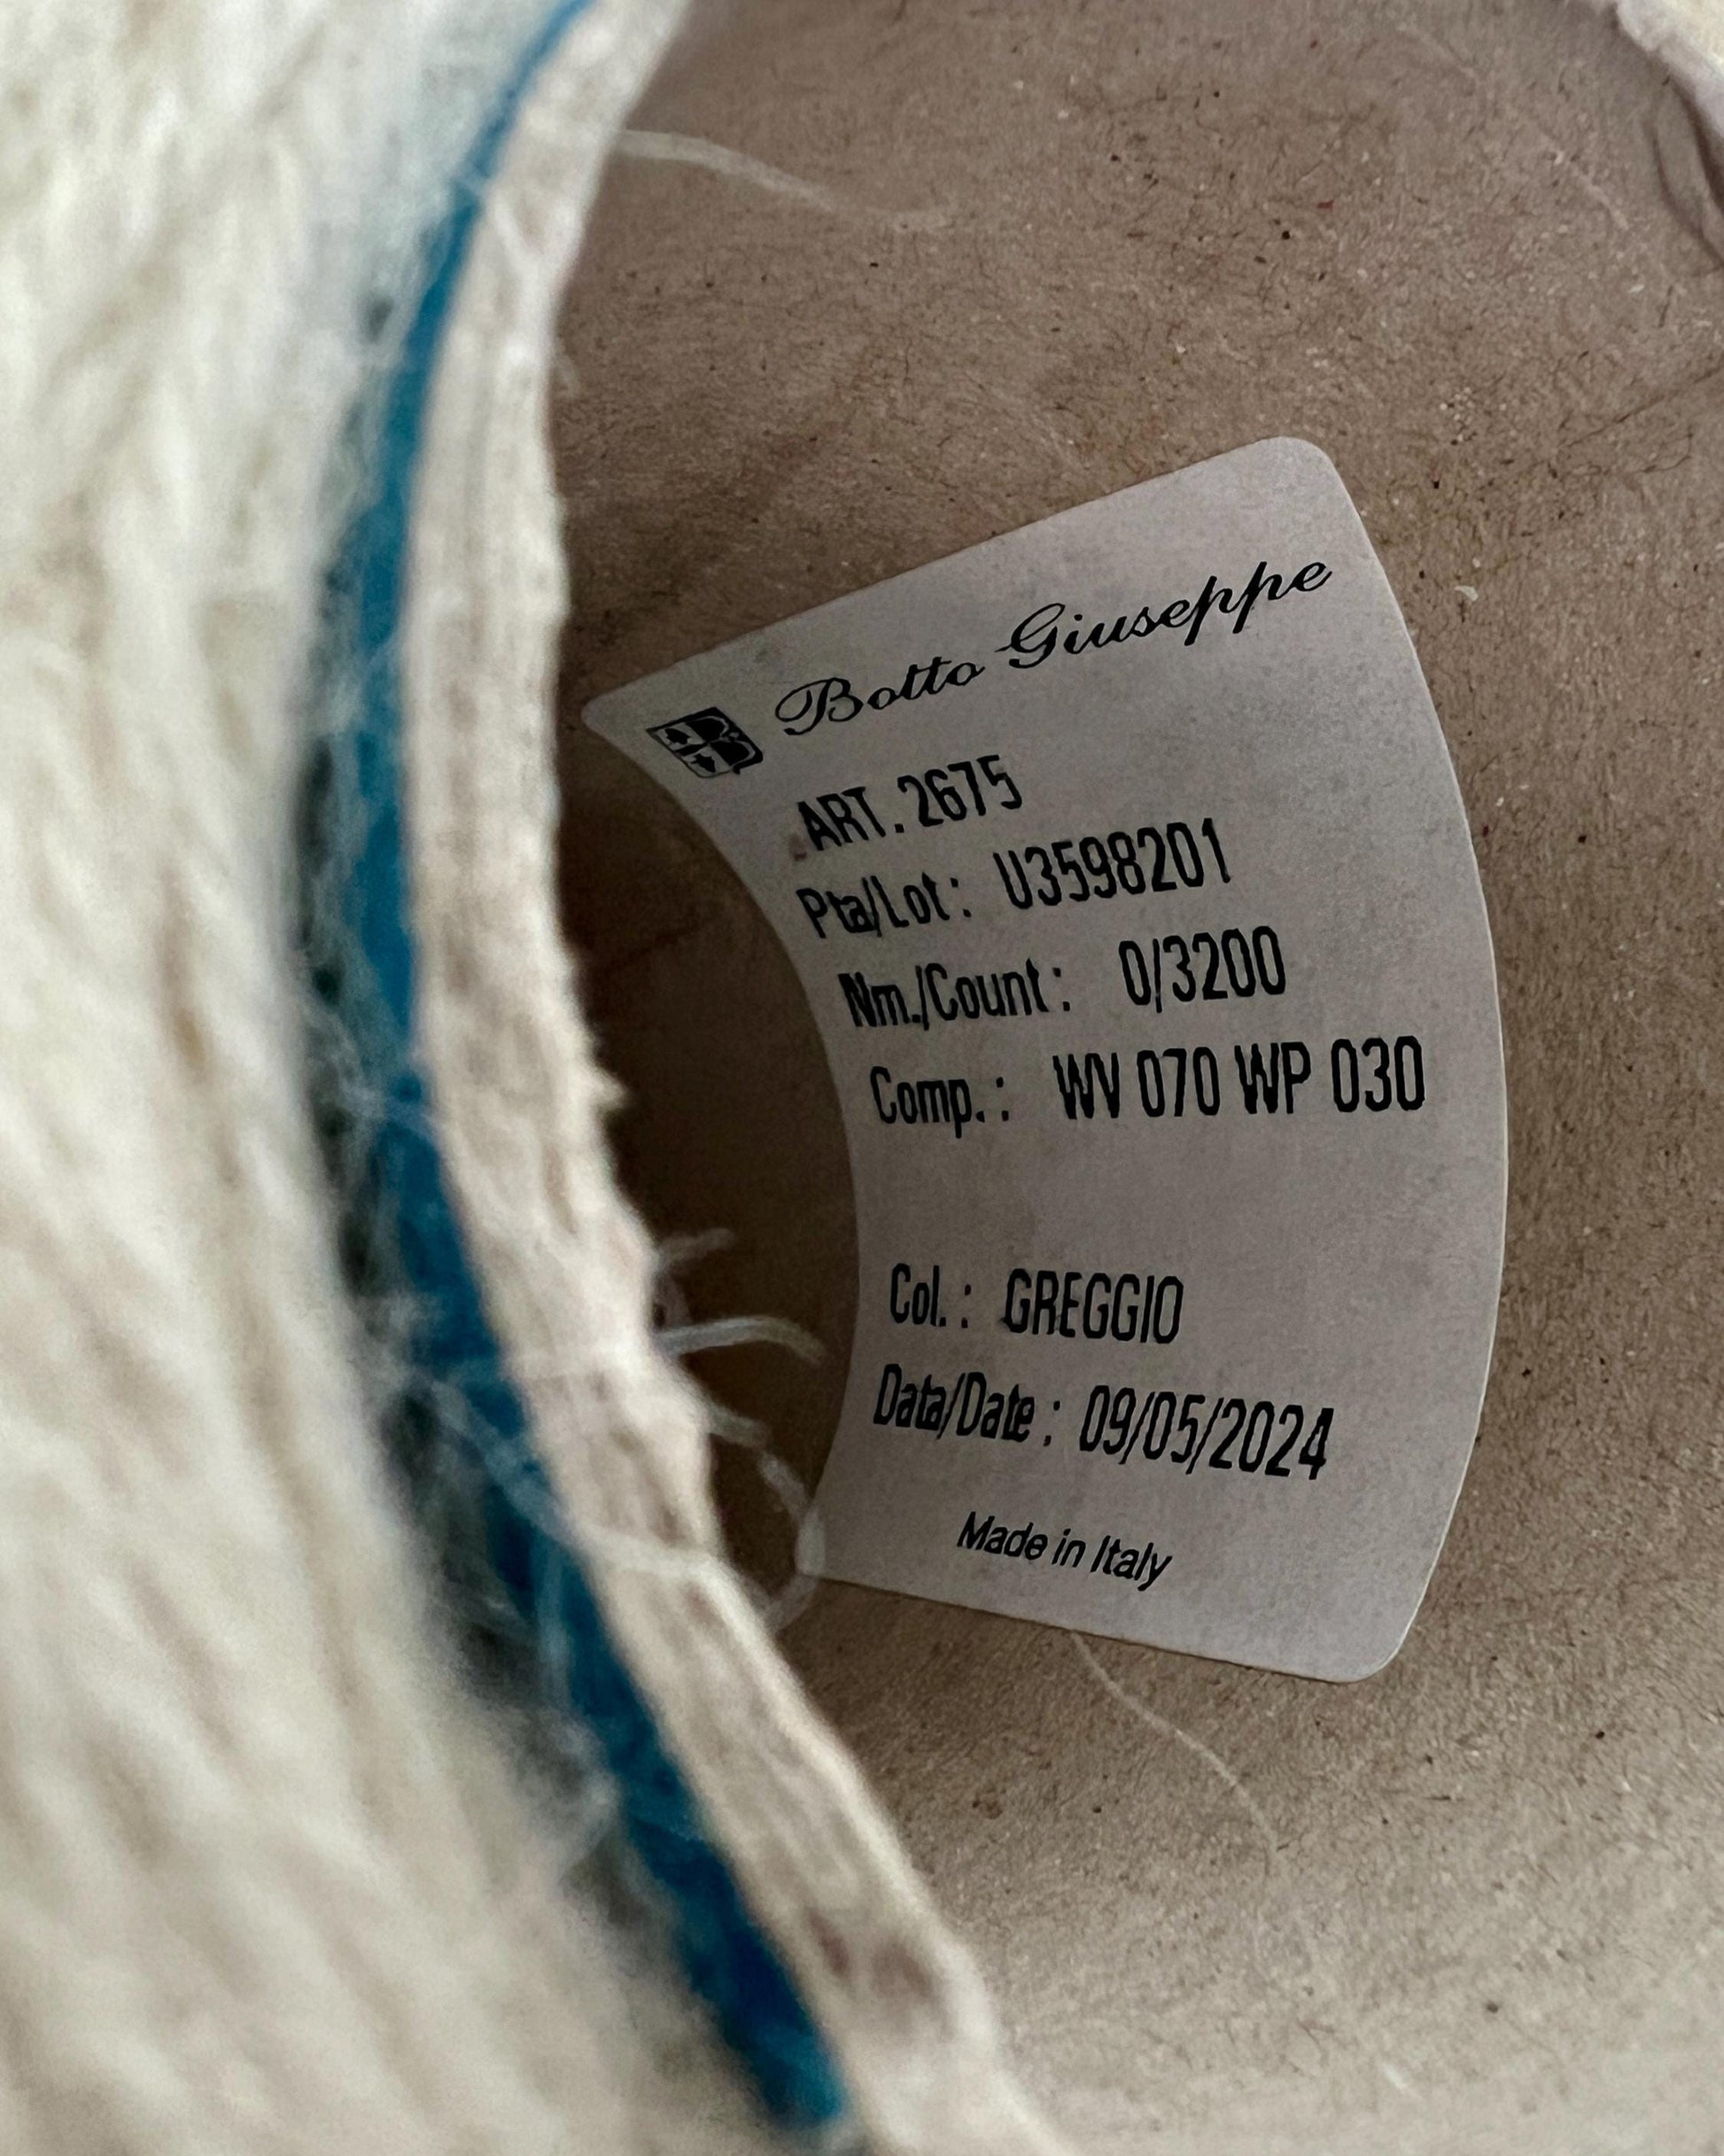 Botto Giuseppe
ART. 2675
Pta/Lot : U3598201
Nm./Count : 0/3200
Comp. : WV 070 WP 030
Col. : GREGGIO
Data/Date : 09/05/2024
Made in Italy